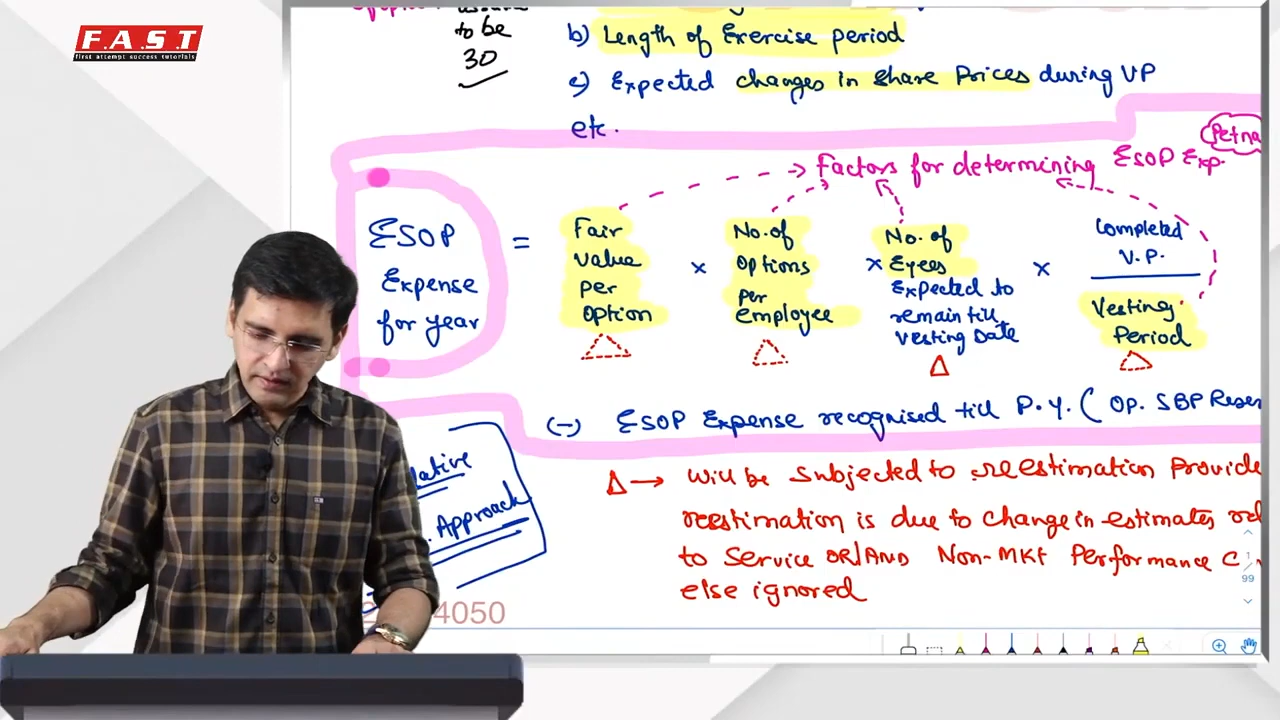 F.A.S.T
first attempt success tutorials
to be
30
b) Length of Exercise period
c) Expected changes in share Prices during VP
etc.
Factors for determining ESOP Exp.
ESOP
Expense
for year
=
Fair
value
per
Option
×
No. of
Options
per
employee
×
No. of
Eyees
Expected to
remain till
vesting Date
×
Completed
V.P.
Vesting
Period
(-) ESOP Expense recognised till P.Y. ( OP. SBP Reser
Approach
Δ → Will be subjected to reestimation Provide
reestimation is due to change in estimates rel
to service OR/AND Non-MKT Performance C
else ignored
4050
1
99